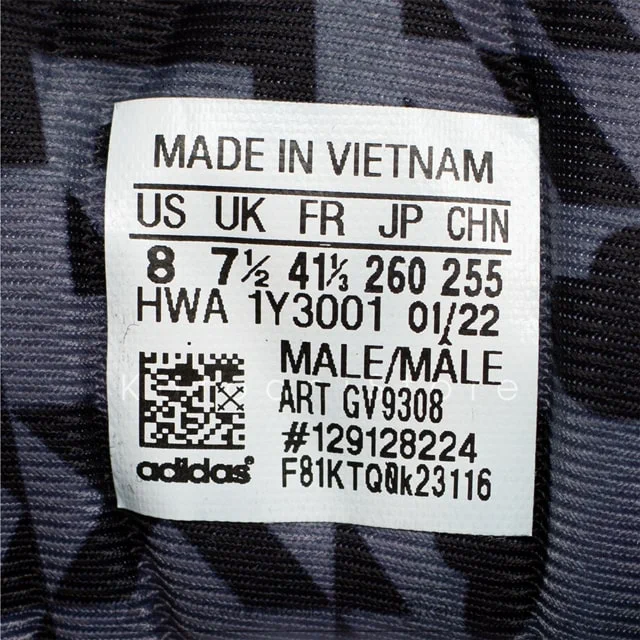 MADE IN VIETNAM
US UK FR JP CHN
8 7½ 41⅓ 260 255
HWA 1Y3001 01/22
MALE/MÂLE
ART GV9308
#129128224
F81KTQ0k23116
adidas